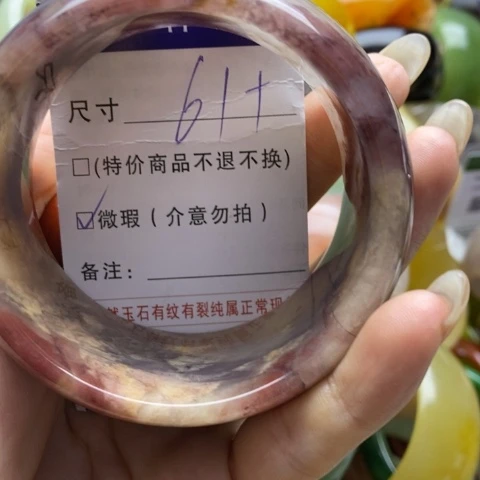 尺寸 61+
□(特价商品不退不换)
☑微瑕(介意勿拍)
备注:
然玉石有纹有裂纯属正常现